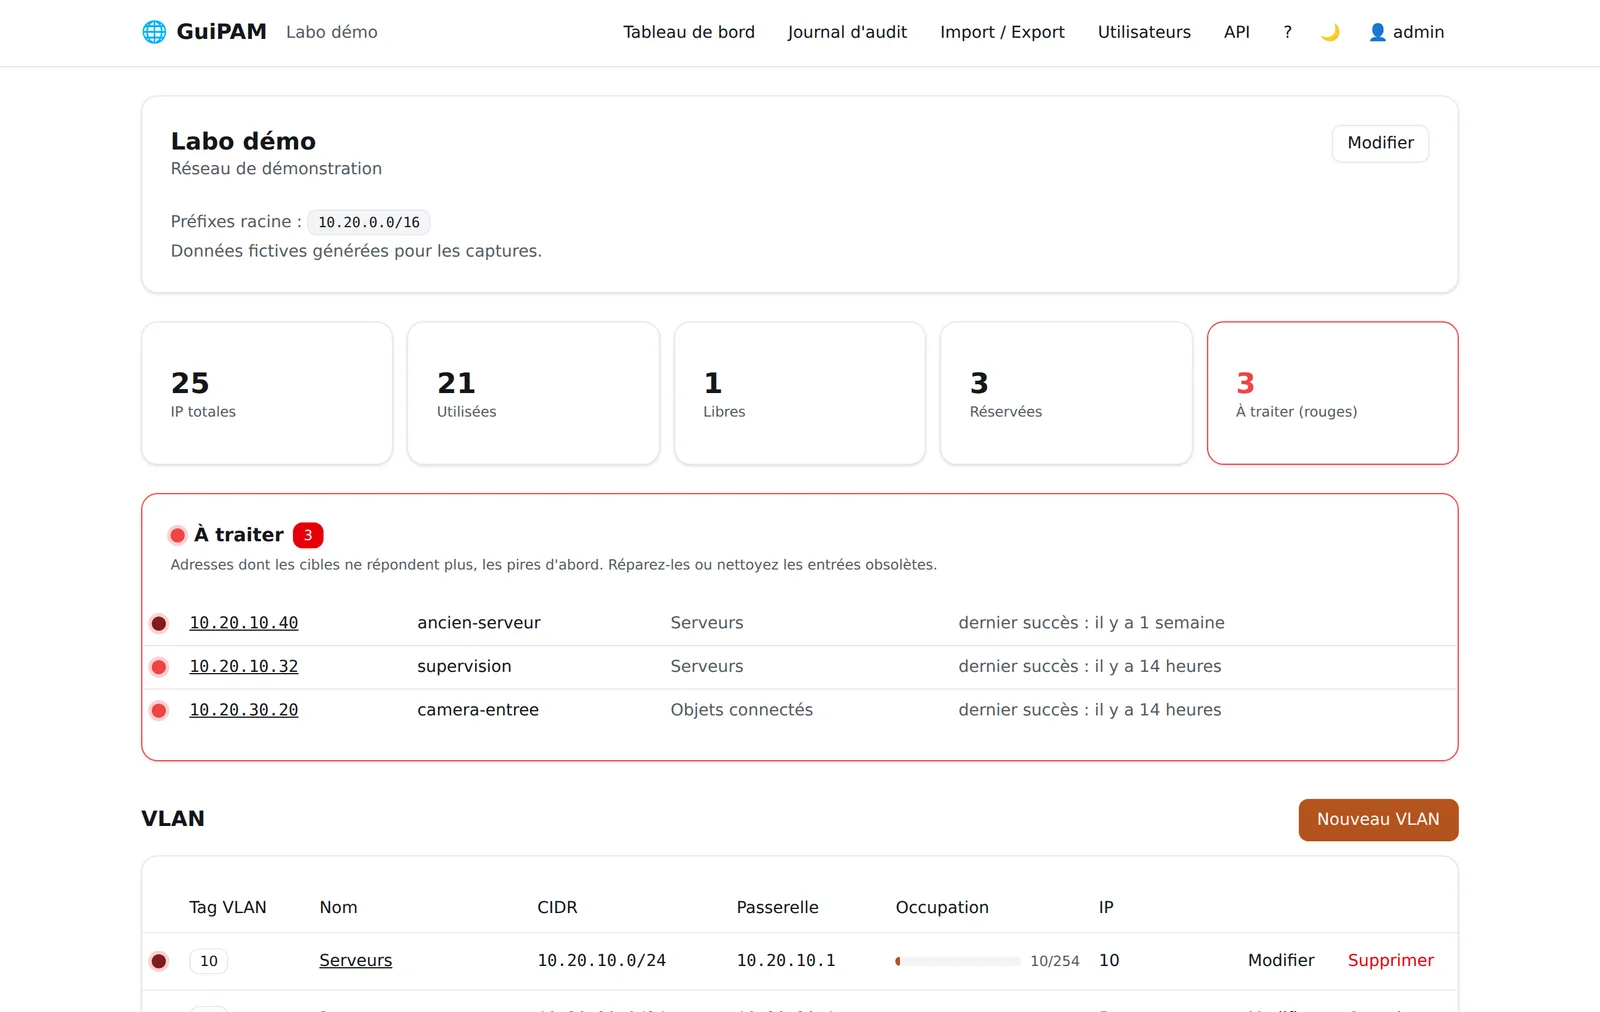 GuiPAM Labo démo Tableau de bord Journal d'audit Import / Export Utilisateurs API ? admin
Labo démo
Modifier
Réseau de démonstration
Préfixes racine : 10.20.0.0/16
Données fictives générées pour les captures.
25 21 1 3 3
IP totales Utilisées Libres Réservées À traiter (rouges)
À traiter 3
Adresses dont les cibles ne répondent plus, les pires d'abord. Réparez-les ou nettoyez les entrées obsolètes.
10.20.10.40 ancien-serveur Serveurs dernier succès : il y a 1 semaine
10.20.10.32 supervision Serveurs dernier succès : il y a 14 heures
10.20.30.20 camera-entree Objets connectés dernier succès : il y a 14 heures
VLAN Nouveau VLAN
Tag VLAN Nom CIDR Passerelle Occupation IP
10 Serveurs 10.20.10.0/24 10.20.10.1 10/254 10 Modifier Supprimer